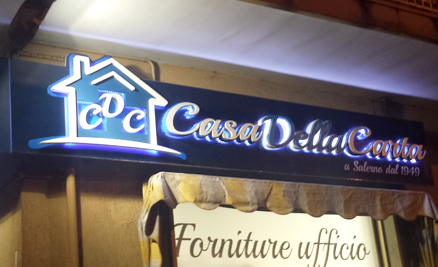 CDC
CasaDellaCarta
a Salerno dal 1949
Forniture ufficio